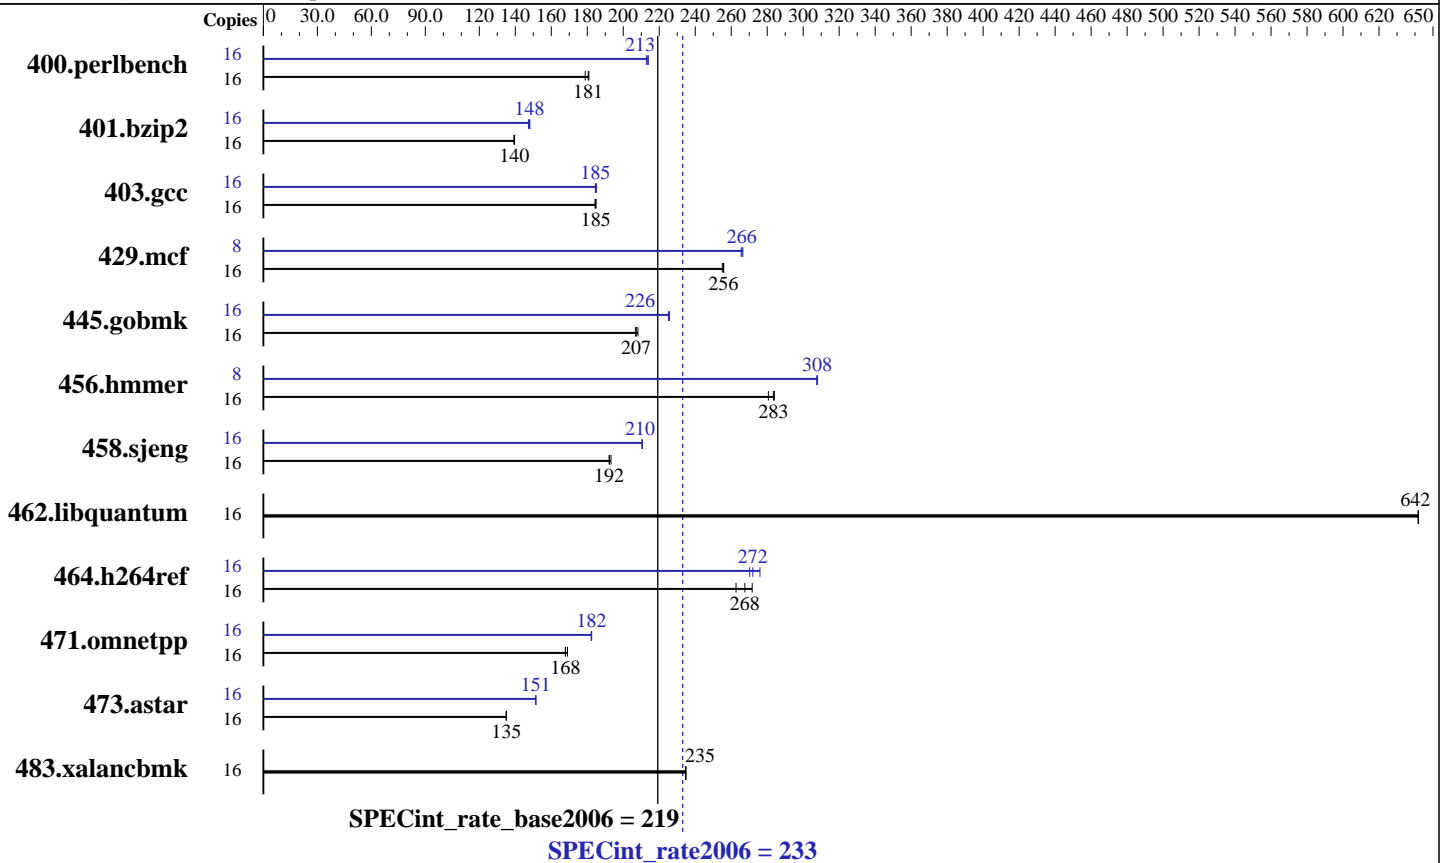 Copies 0 30.0 60.0 90.0 120 140 160 180 200 220 240 260 280 300 320 340 360 380 400 420 440 460 480 500 520 540 560 580 600 620 650
400.perlbench 16 213
16 181
401.bzip2 16 148
16 140
403.gcc 16 185
16 185
429.mcf 8 266
16 256
445.gobmk 16 226
16 207
456.hmmer 8 308
16 283
458.sjeng 16 210
16 192
462.libquantum 16 642
464.h264ref 16 272
16 268
471.omnetpp 16 182
16 168
473.astar 16 151
16 135
483.xalancbmk 16 235
SPECint_rate_base2006 = 219
SPECint_rate2006 = 233